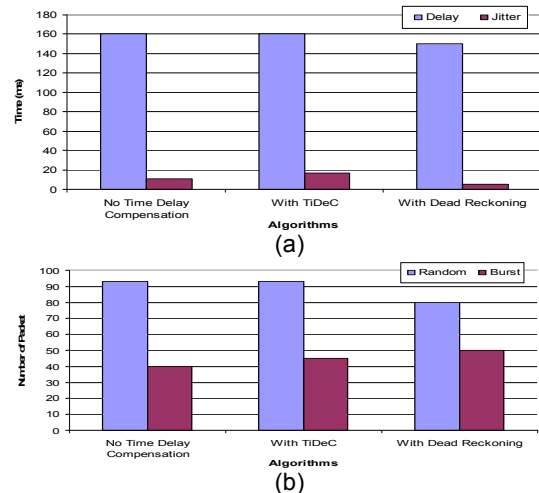 Delay Jitter
160
140
120
100
80
60
40
20
0
Time (ms)
No Time Delay Compensation
With TiDeC
With Dead Reckoning
Algorithms
(a)
Random Burst
100
90
80
70
60
50
40
30
20
10
0
Number of Packet
No Time Delay Compensation
With TiDeC
With Dead Reckoning
Algorithms
(b)